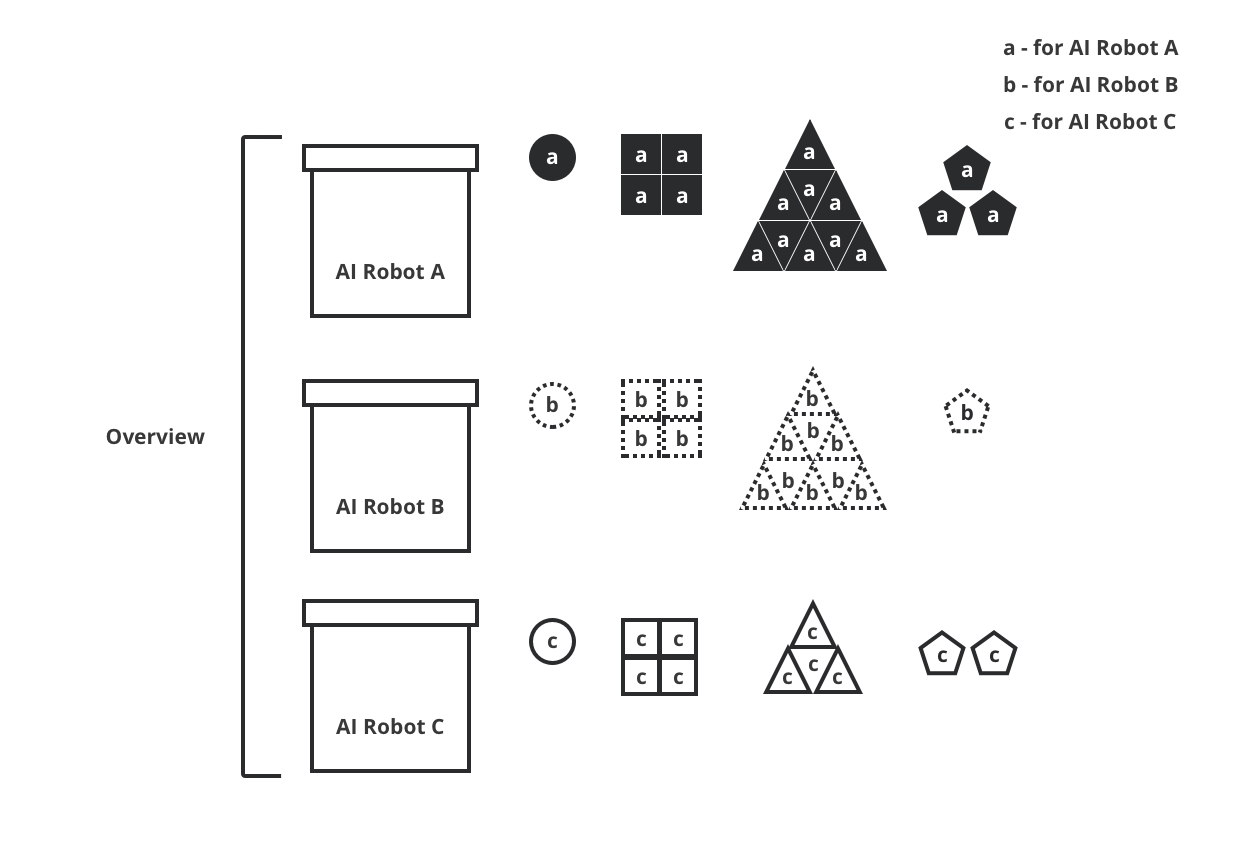 a - for AI Robot A
b - for AI Robot B
c - for AI Robot C
Overview
AI Robot A
a
a a
a a
a
a a a
a a a a a
a
a a
AI Robot B
b
b b
b b
b
b b b
b b b b b
b
AI Robot C
c
c c
c c
c
c c c
c c